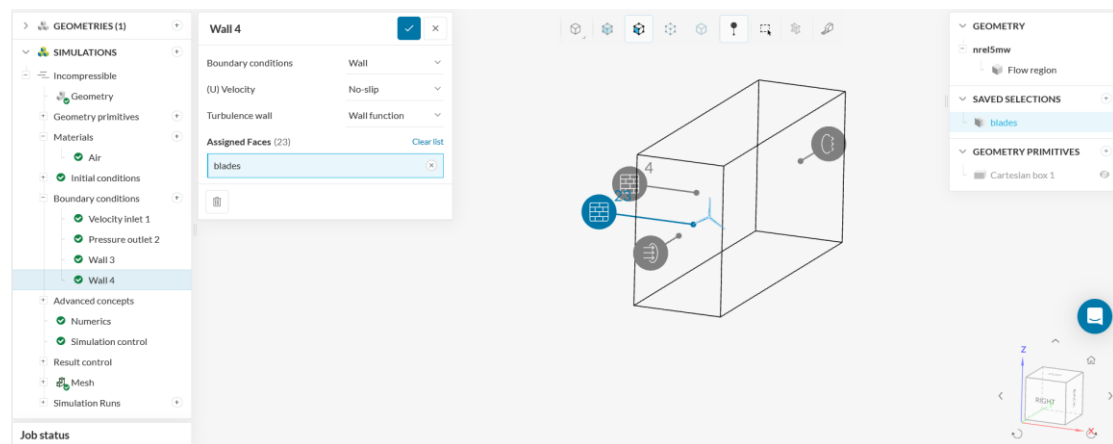 GEOMETRIES (1)
SIMULATIONS
Incompressible
Geometry
Geometry primitives
Materials
Air
Initial conditions
Boundary conditions
Velocity inlet 1
Pressure outlet 2
Wall 3
Wall 4
Advanced concepts
Numerics
Simulation control
Result control
Mesh
Simulation Runs
Job status
Wall 4
Boundary conditions Wall
(U) Velocity No-slip
Turbulence wall Wall function
Assigned Faces (23) Clear list
blades
4
23
GEOMETRY
nrel5mw
Flow region
SAVED SELECTIONS
blades
GEOMETRY PRIMITIVES
Cartesian box 1
Z
RIGHT
X